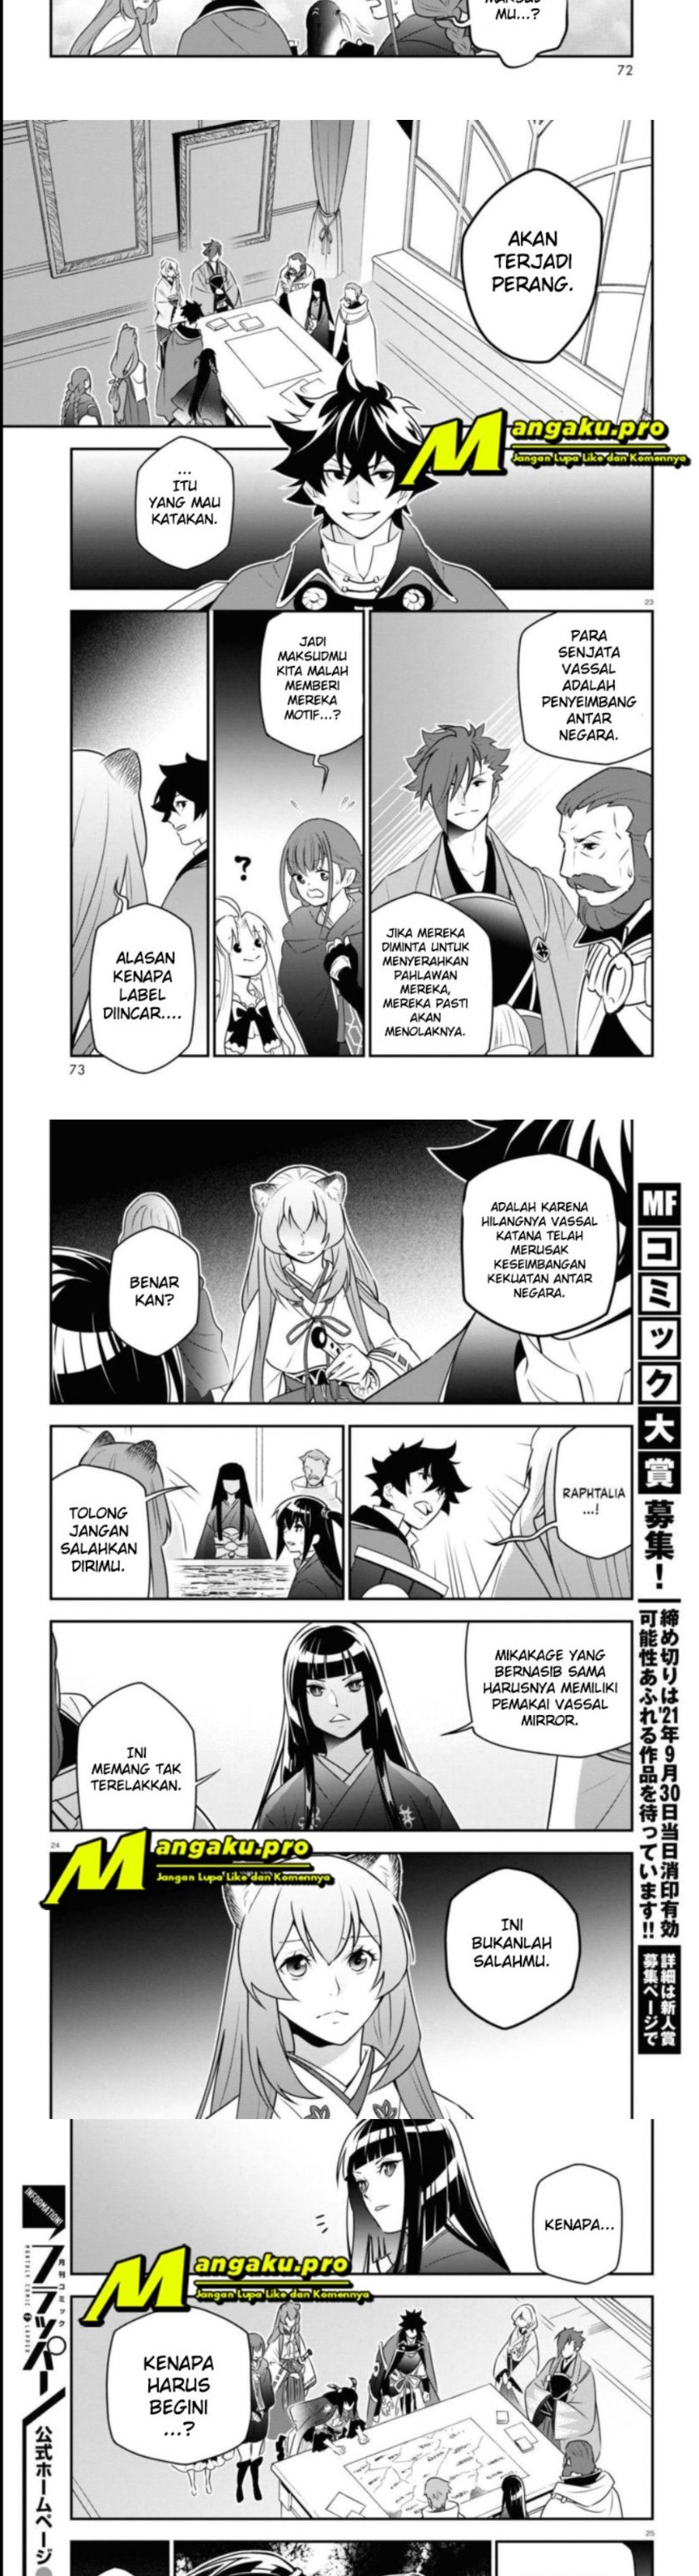 MAKSUD
MU...?
72
AKAN
TERJADI
PERANG.
Mangaku.pro
Jangan Lupa Like dan Komennya
...
ITU
YANG MAU
KATAKAN.
23
PARA
SENJATA
VASSAL
ADALAH
PENYEIMBANG
ANTAR
NEGARA.
JIKA MEREKA
DIMINTA UNTUK
MENYERAHKAN
PAHLAWAN
MEREKA,
MEREKA PASTI
AKAN
MENOLAKNYA.
JADI
MAKSUDMU
KITA MALAH
MEMBERI
MEREKA
MOTIF...?
?
ALASAN
KENAPA
LABEL
DIINCAR....
73
ADALAH KARENA
HILANGNYA VASSAL
KATANA TELAH
MERUSAK
KESEIMBANGAN
KEKUATAN ANTAR
NEGARA.
BENAR
KAN?
RAPHTALIA
...!
TOLONG
JANGAN
SALAHKAN
DIRIMU.
MIKAKAGE YANG
BERNASIB SAMA
HARUSNYA MEMILIKI
PEMAKAI VASSAL
MIRROR.
INI
MEMANG TAK
TERELAKKAN.
24
Mangaku.pro
Jangan Lupa Like dan Komennya
INI
BUKANLAH
SALAHMU.
MFコミック大賞募集!
締め切りは'21年9月30日当日消印有効
可能性あふれる作品を待っています!!
詳細は新人賞
募集ページで
KENAPA...
Mangaku.pro
Jangan Lupa Like dan Komennya
KENAPA
HARUS
BEGINI
...?
25
INFORMATION!
月刊コミック
フラッパー
公式ホームページ